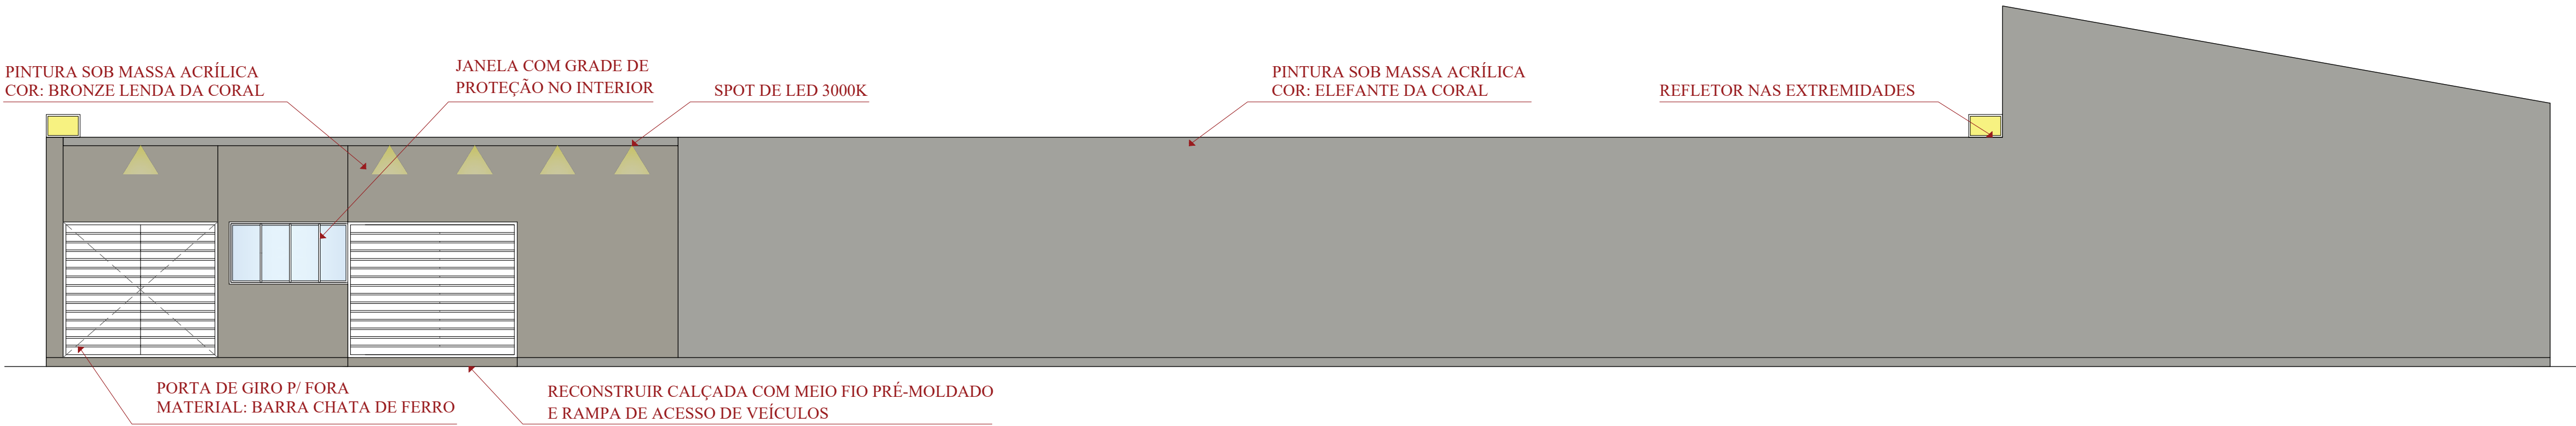 PINTURA SOB MASSA ACRÍLICA
COR: BRONZE LENDA DA CORAL
JANELA COM GRADE DE
PROTEÇÃO NO INTERIOR
SPOT DE LED 3000K
PINTURA SOB MASSA ACRÍLICA
COR: ELEFANTE DA CORAL
REFLETOR NAS EXTREMIDADES
PORTA DE GIRO P/ FORA
MATERIAL: BARRA CHATA DE FERRO
RECONSTRUIR CALÇADA COM MEIO FIO PRÉ-MOLDADO
E RAMPA DE ACESSO DE VEÍCULOS